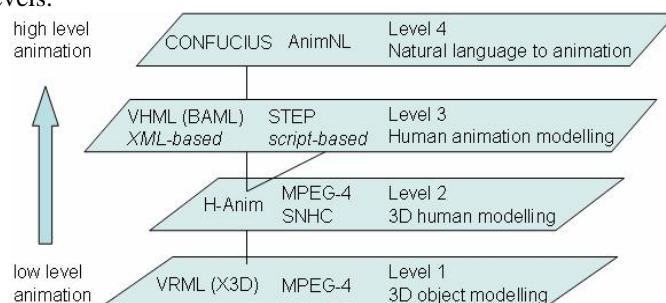 levels.
high level
animation
CONFUCIUS AnimNL
Level 4
Natural language to animation
VHML (BAML)
XML-based
STEP
script-based
Level 3
Human animation modelling
H-Anim
MPEG-4
SNHC
Level 2
3D human modelling
low level
animation
VRML (X3D) MPEG-4
Level 1
3D object modelling